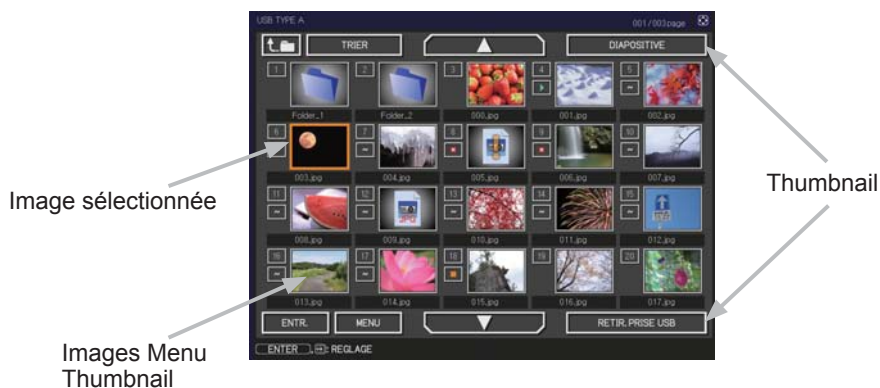 USB TYPE A
001/003page
TRIER
DIAPOSITIVE
1
2
3
4
5
Folder_1
Folder_2
000.jpg
001.jpg
002.jpg
6
7
8
9
10
003.jpg
004.jpg
005.jpg
006.jpg
007.jpg
11
12
13
14
15
JPG
008.jpg
009.jpg
010.jpg
011.jpg
012.jpg
16
17
18
19
20
013.jpg
014.jpg
015.jpg
016.jpg
017.jpg
ENTR.
MENU
RETIR. PRISE USB
ENTER , : REGLAGE
Image sélectionnée
Thumbnail
Images Menu
Thumbnail